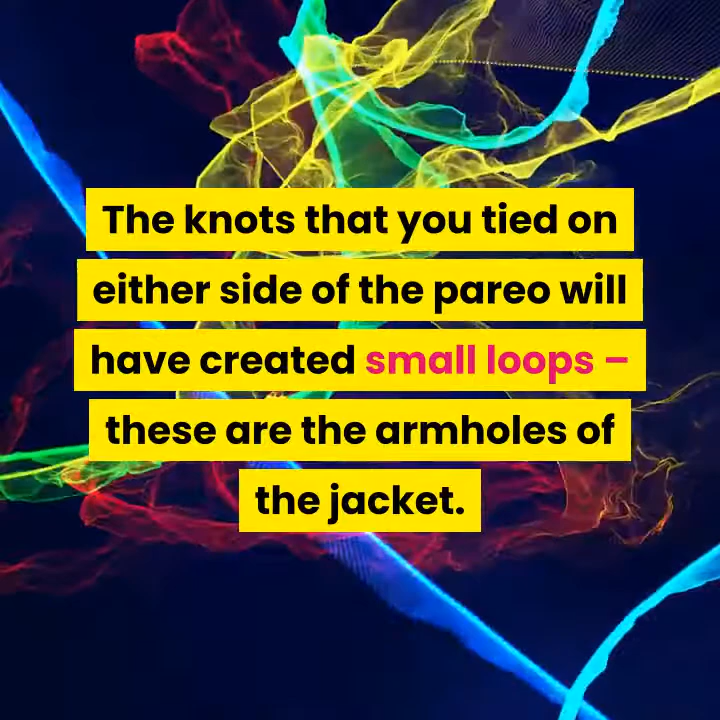 The knots that you tied on
either side of the pareo will
have created small loops –
these are the armholes of
the jacket.